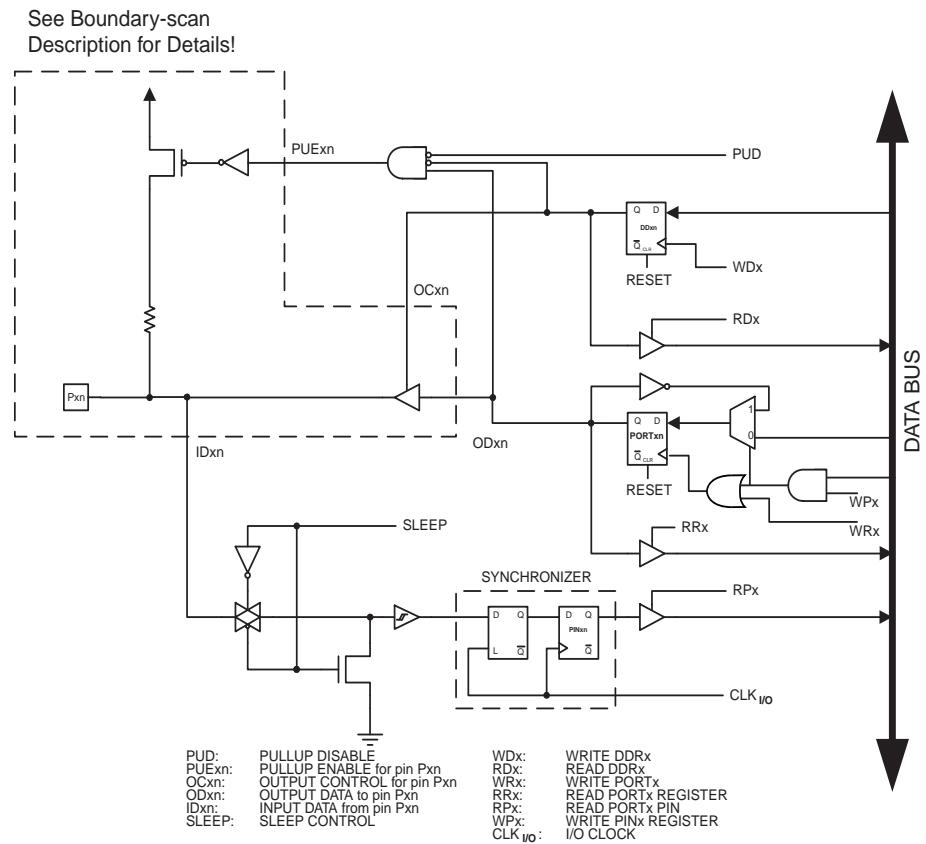 See Boundary-scan
Description for Details!
PUExn
PUD
Q D
DDxn
Q CLR
WDx
RESET
OCxn
RDx
Pxn
1
Q D
PORTxn
0
ODxn
IDxn
Q CLR
RESET
WPx
WRx
SLEEP
RRx
SYNCHRONIZER
RPx
D Q
L Q
D Q
PINxn
Q
CLK I/O
DATA BUS
PUD: PULLUP DISABLE
PUExn: PULLUP ENABLE for pin Pxn
OCxn: OUTPUT CONTROL for pin Pxn
ODxn: OUTPUT DATA to pin Pxn
IDxn: INPUT DATA from pin Pxn
SLEEP: SLEEP CONTROL
WDx: WRITE DDRx
RDx: READ DDRx
WRx: WRITE PORTx
RRx: READ PORTx REGISTER
RPx: READ PORTx PIN
WPx: WRITE PINx REGISTER
CLK I/O: I/O CLOCK